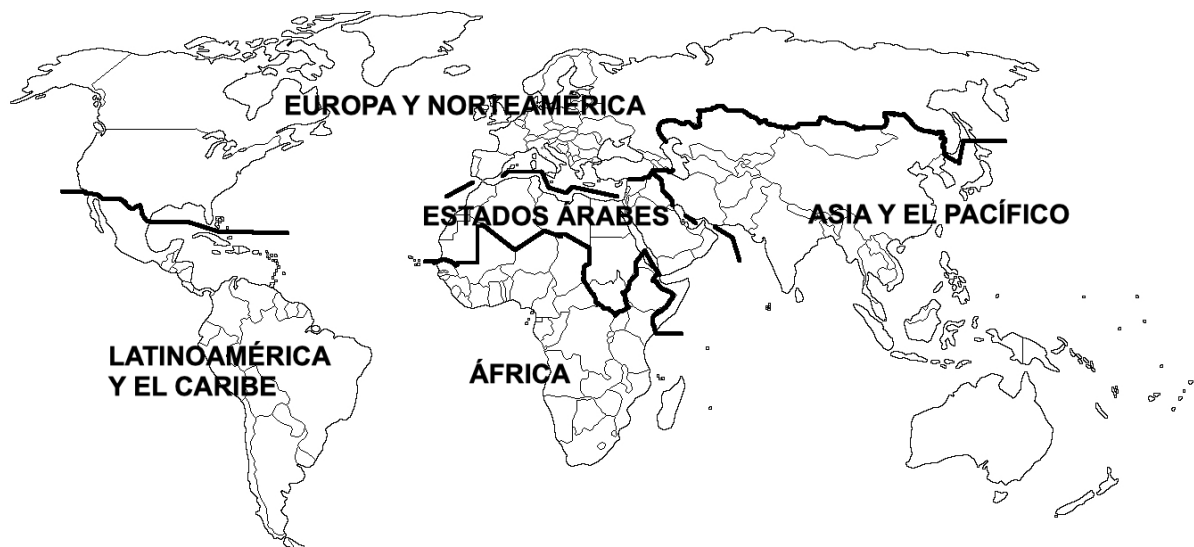 EUROPA Y NORTEAMÉRICA
ESTADOS ÁRABES
ASIA Y EL PACÍFICO
LATINOAMÉRICA
Y EL CARIBE
ÁFRICA